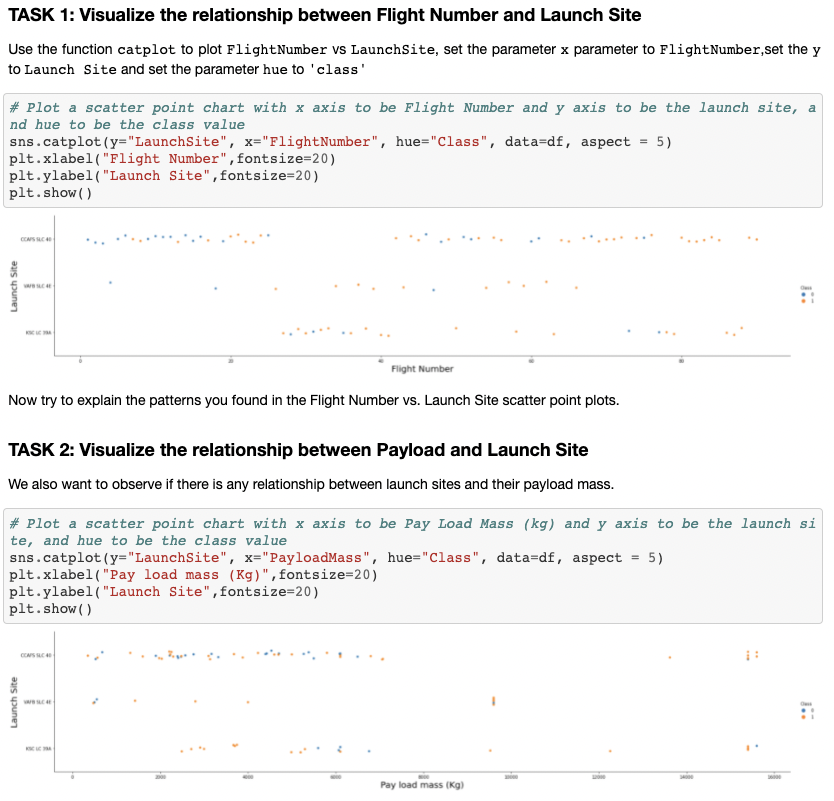 TASK 1: Visualize the relationship between Flight Number and Launch Site
Use the function catplot to plot FlightNumber vs LaunchSite, set the parameter x parameter to FlightNumber,set the y
to Launch Site and set the parameter hue to 'class'
# Plot a scatter point chart with x axis to be Flight Number and y axis to be the launch site, a
nd hue to be the class value
sns.catplot(y="LaunchSite", x="FlightNumber", hue="Class", data=df, aspect = 5)
plt.xlabel("Flight Number",fontsize=20)
plt.ylabel("Launch Site",fontsize=20)
plt.show()
CCAFS SLC 40
VAFB SLC 4E
KSC LC 39A
Launch Site
Class
0
1
0
20
40
60
80
Flight Number
Now try to explain the patterns you found in the Flight Number vs. Launch Site scatter point plots.
TASK 2: Visualize the relationship between Payload and Launch Site
We also want to observe if there is any relationship between launch sites and their payload mass.
# Plot a scatter point chart with x axis to be Pay Load Mass (kg) and y axis to be the launch si
te, and hue to be the class value
sns.catplot(y="LaunchSite", x="PayloadMass", hue="Class", data=df, aspect = 5)
plt.xlabel("Pay load mass (Kg)",fontsize=20)
plt.ylabel("Launch Site",fontsize=20)
plt.show()
CCAFS SLC 40
VAFB SLC 4E
KSC LC 39A
Launch Site
Class
0
1
0
2000
4000
6000
8000
10000
12000
14000
16000
Pay load mass (Kg)